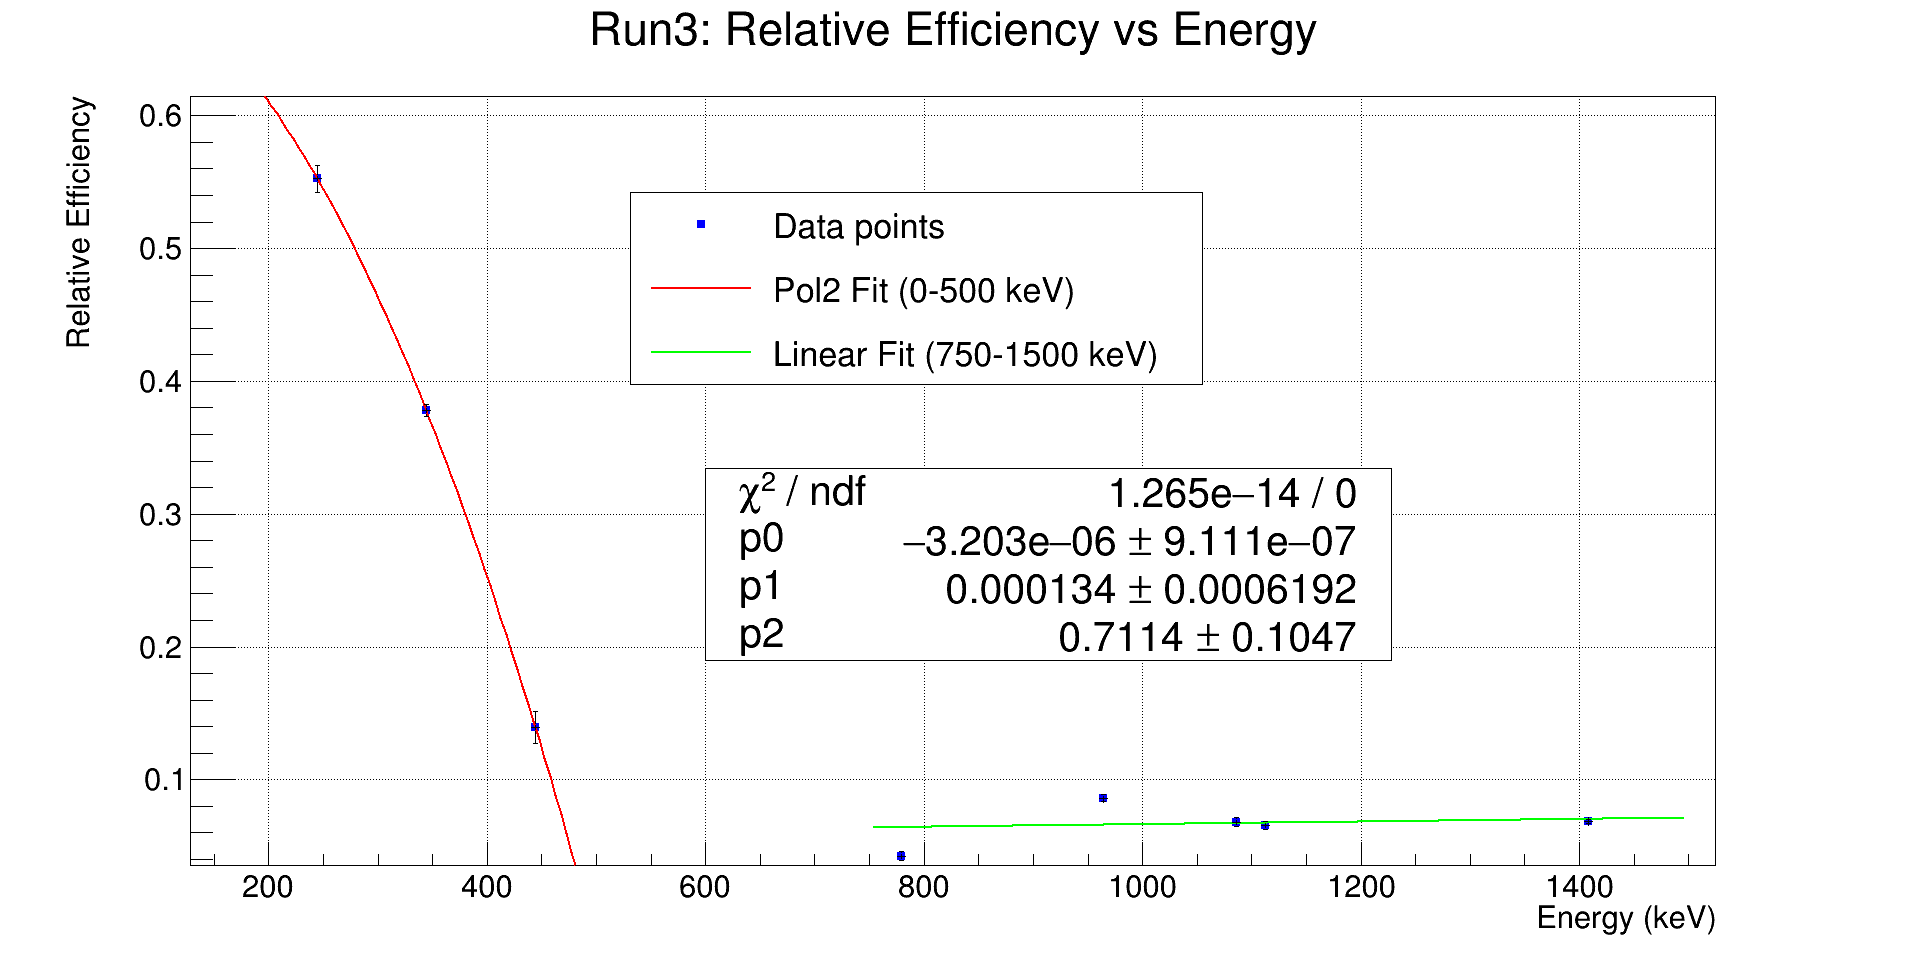 Run3: Relative Efficiency vs Energy
Relative Efficiency
0.6
0.5
0.4
0.3
0.2
0.1
Data points
Pol2 Fit (0-500 keV)
Linear Fit (750-1500 keV)
χ² / ndf 1.265e−14 / 0
p0 −3.203e−06 ± 9.111e−07
p1 0.000134 ± 0.0006192
p2 0.7114 ± 0.1047
200 400 600 800 1000 1200 1400
Energy (keV)